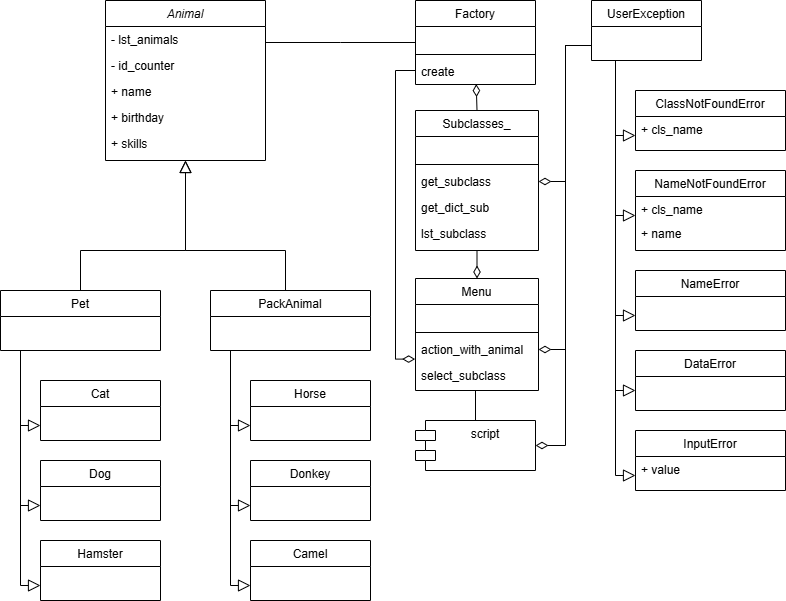 Animal
- lst_animals
- id_counter
+ name
+ birthday
+ skills
Factory
create
UserException
Subclasses_
get_subclass
get_dict_sub
lst_subclass
ClassNotFoundError
+ cls_name
NameNotFoundError
+ cls_name
+ name
Menu
action_with_animal
select_subclass
NameError
Pet
PackAnimal
DataError
Cat
Horse
script
InputError
+ value
Dog
Donkey
Hamster
Camel